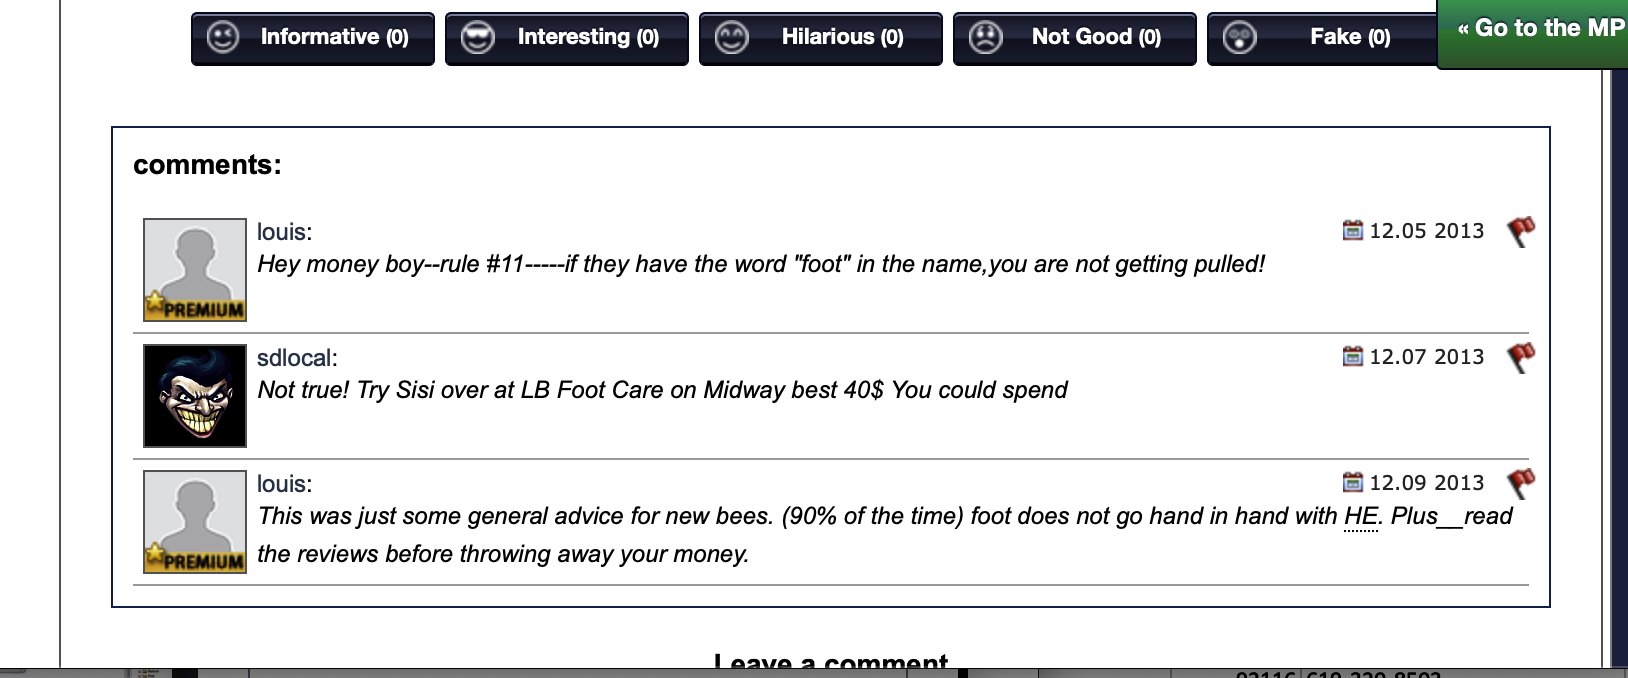 Informative (0) Interesting (0) Hilarious (0) Not Good (0) Fake (0) « Go to the MP
comments:
louis: 12.05 2013
Hey money boy--rule #11-----if they have the word "foot" in the name,you are not getting pulled!
PREMIUM
sdlocal: 12.07 2013
Not true! Try Sisi over at LB Foot Care on Midway best 40$ You could spend
louis: 12.09 2013
This was just some general advice for new bees. (90% of the time) foot does not go hand in hand with HE. Plus__read
the reviews before throwing away your money.
PREMIUM
Leave a comment